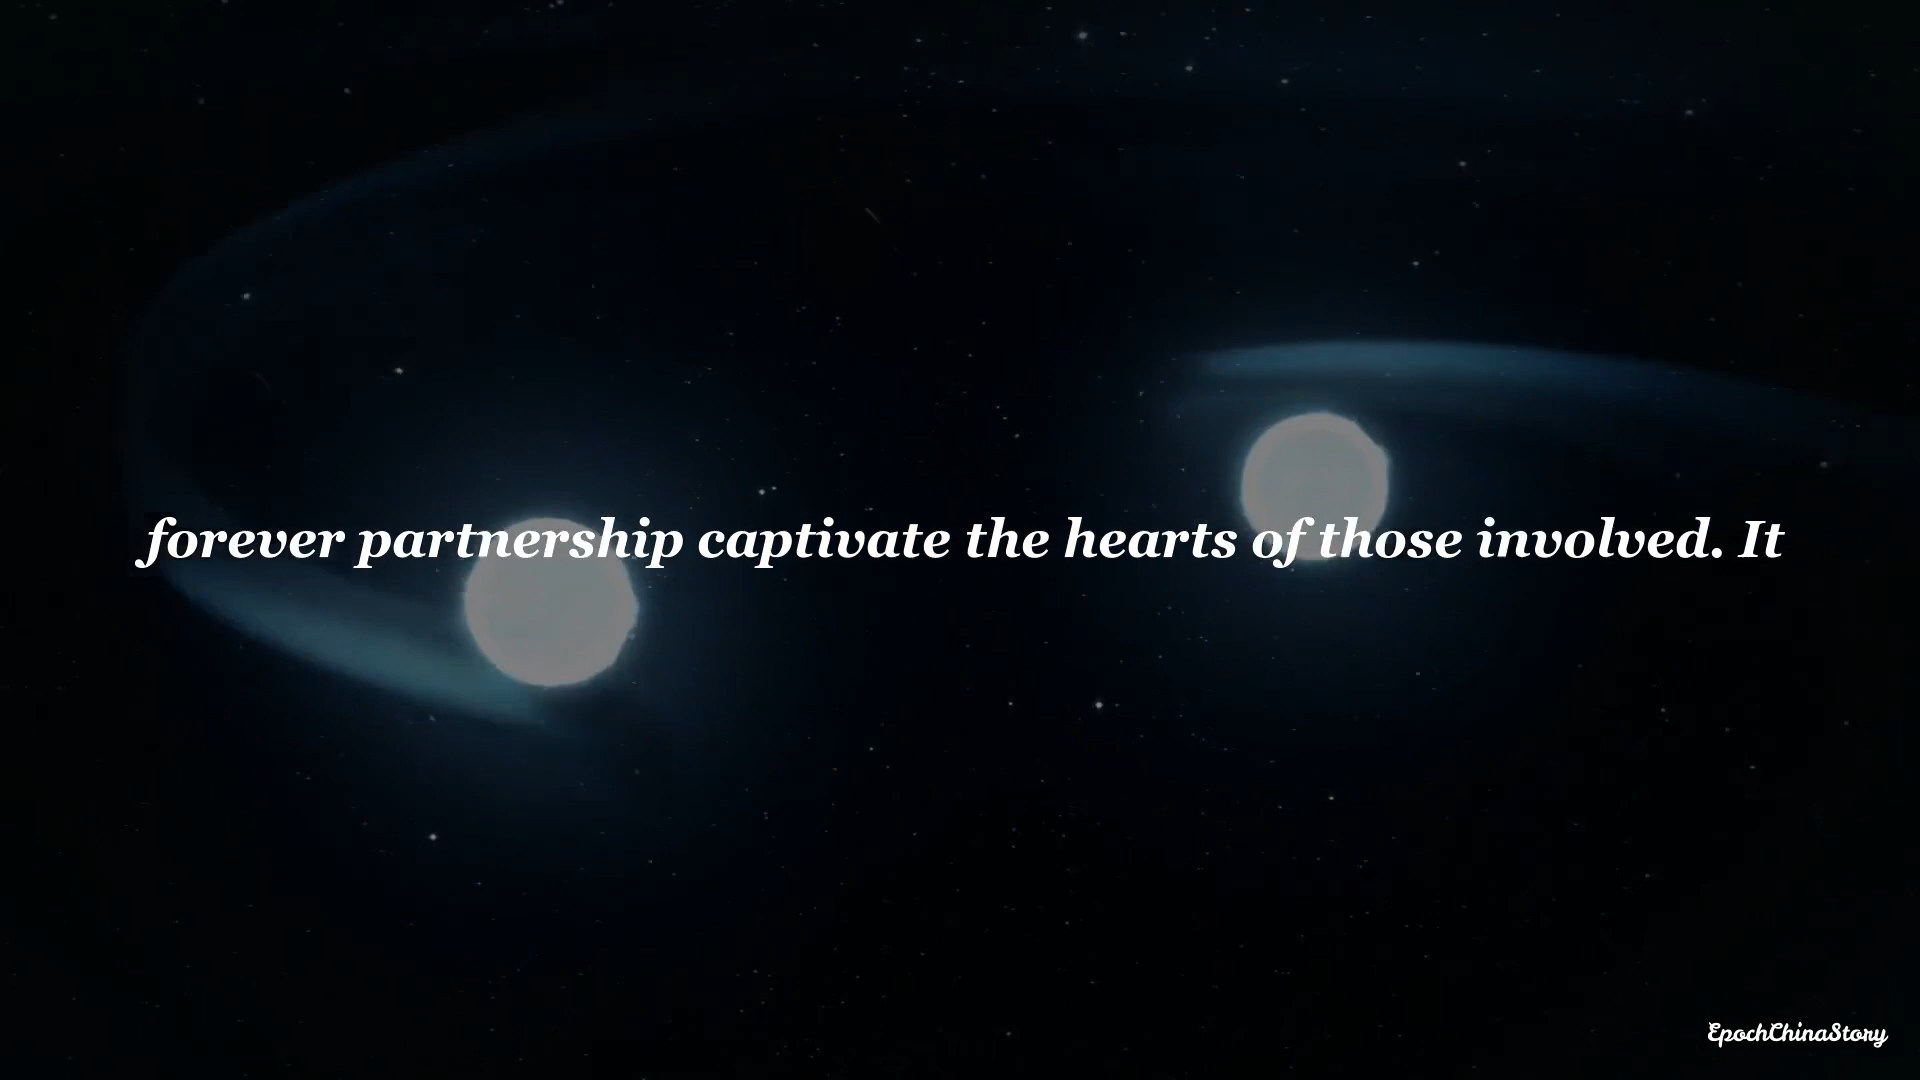 forever partnership captivate the hearts of those involved. It
EpochChinaStory